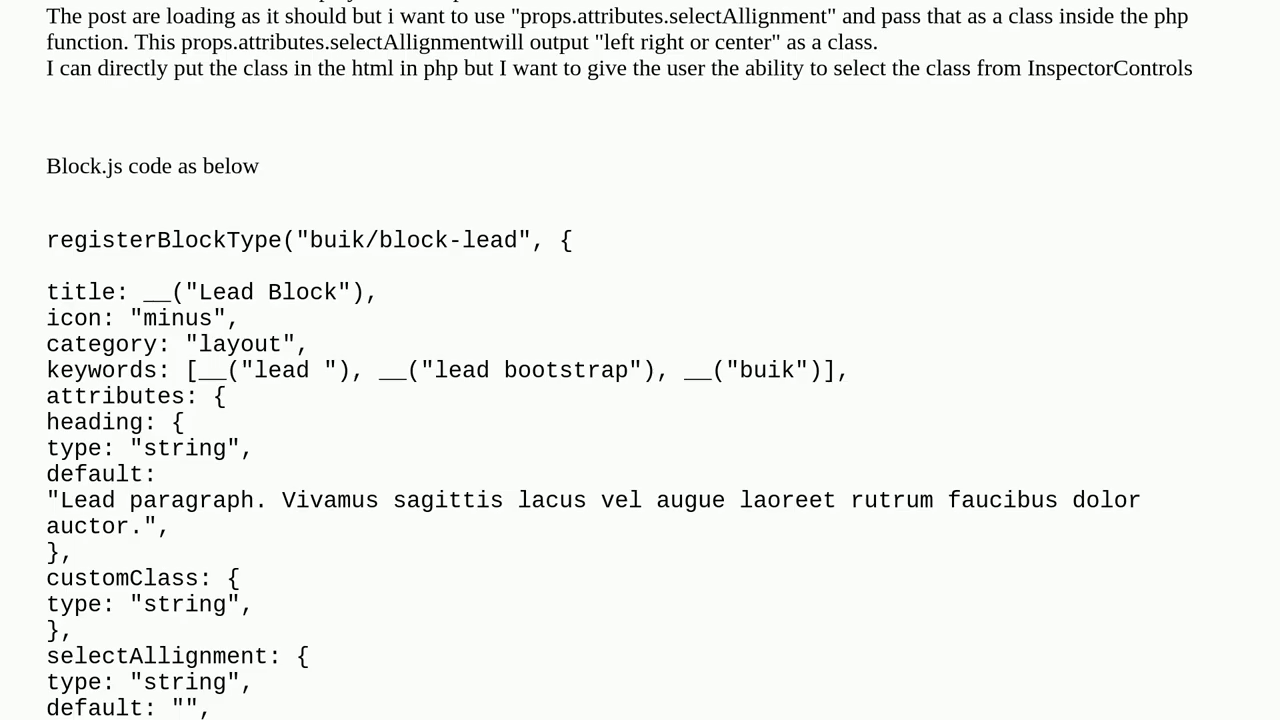 The post are loading as it should but i want to use "props.attributes.selectAllignment" and pass that as a class inside the php
function. This props.attributes.selectAllignmentwill output "left right or center" as a class.
I can directly put the class in the html in php but I want to give the user the ability to select the class from InspectorControls
Block.js code as below
registerBlockType("buik/block-lead", {
title: __("Lead Block"),
icon: "minus",
category: "layout",
keywords: [__("lead "), __("lead bootstrap"), __("buik")],
attributes: {
heading: {
type: "string",
default:
"Lead paragraph. Vivamus sagittis lacus vel augue laoreet rutrum faucibus dolor
auctor.",
},
customClass: {
type: "string",
},
selectAllignment: {
type: "string",
default: "",